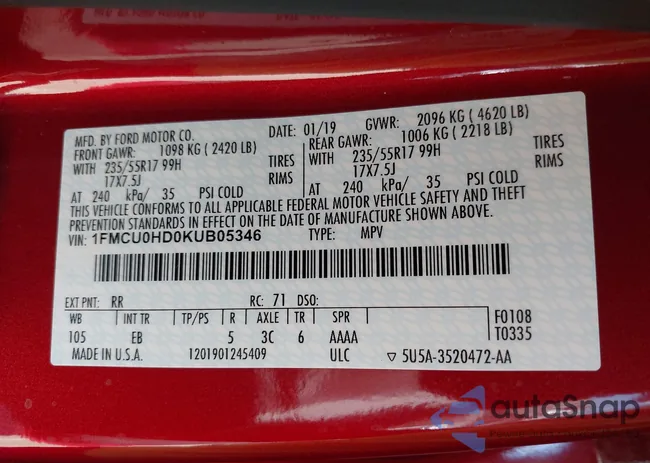 MFD. BY FORD MOTOR CO. DATE: 01/19 GVWR: 2096 KG ( 4620 LB)
FRONT GAWR: 1098 KG ( 2420 LB) REAR GAWR: 1006 KG ( 2218 LB)
WITH 235/55R17 99H TIRES WITH 235/55R17 99H TIRES
17X7.5J RIMS 17X7.5J RIMS
AT 240 kPa/ 35 PSI COLD AT 240 kPa/ 35 PSI COLD
THIS VEHICLE CONFORMS TO ALL APPLICABLE FEDERAL MOTOR VEHICLE SAFETY AND THEFT
PREVENTION STANDARDS IN EFFECT ON THE DATE OF MANUFACTURE SHOWN ABOVE.
VIN: 1FMCU0HD0KUB05346 TYPE: MPV
EXT PNT: RR RC: 71 DSO:
WB INT TR TP/PS R AXLE TR SPR F0108
105 EB 5 3C 6 AAAA T0335
MADE IN U.S.A. 1201901245409 ULC ▽ 5U5A-3520472-AA
autoSnap